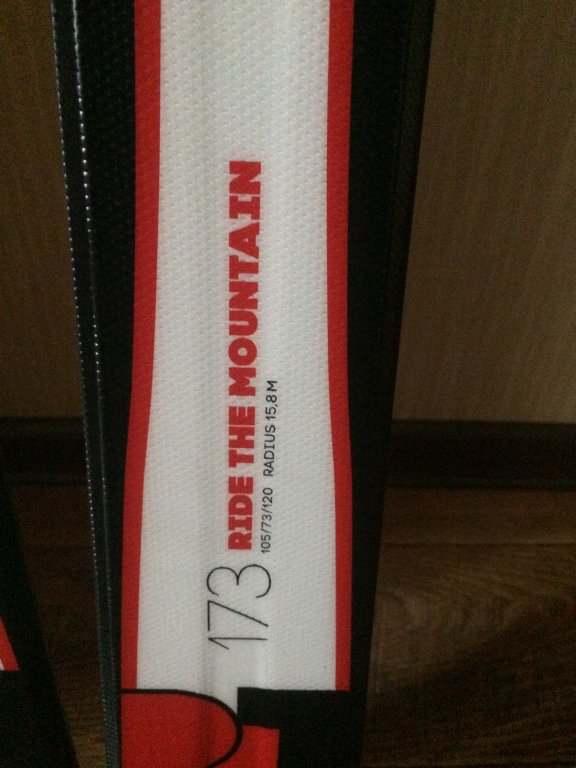 173
RIDE THE MOUNTAIN
105/73/120 RADIUS 15,8 M